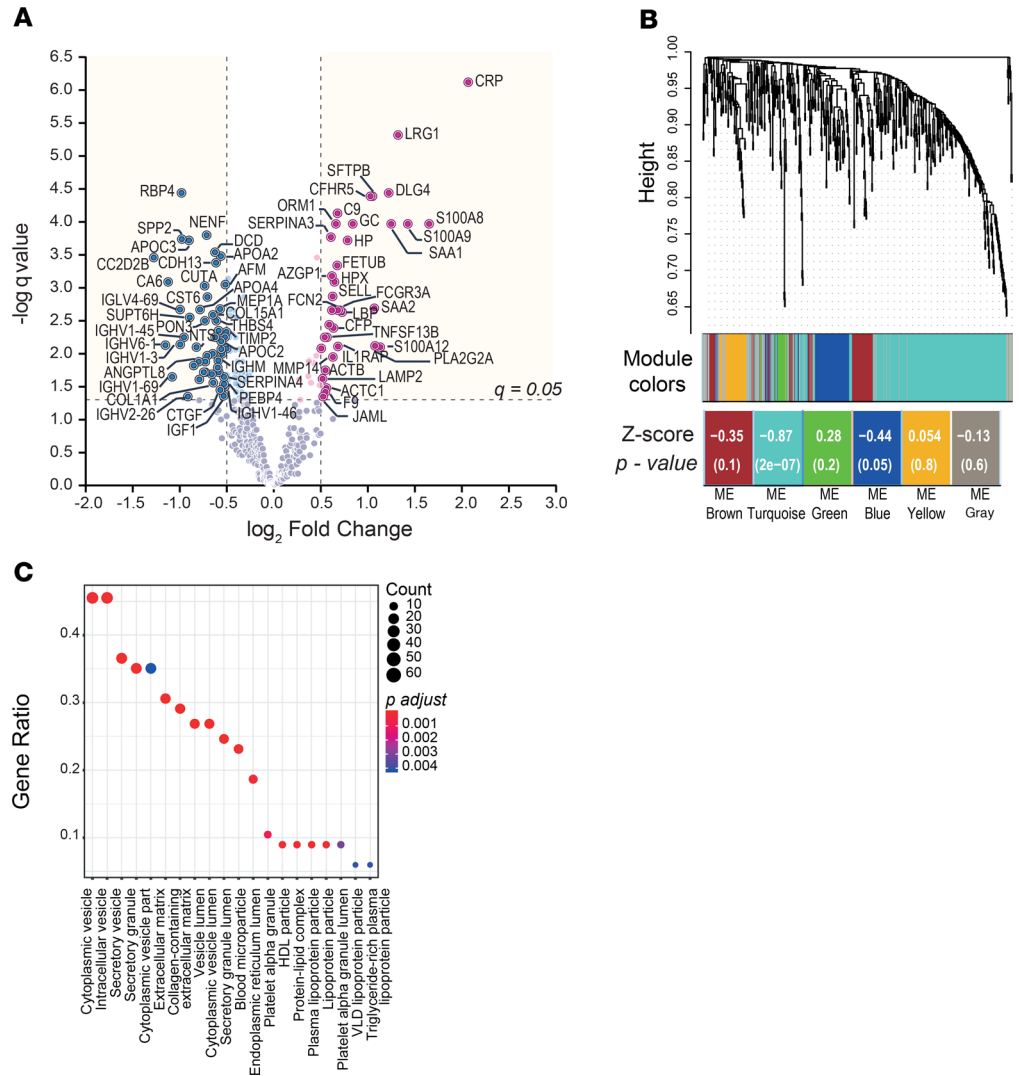 A
-log q value
6.5
6.0
5.5
5.0
4.5
4.0
3.5
3.0
2.5
2.0
1.5
1.0
0.5
0.0
-2.0
-1.5
-1.0
-0.5
0.0
0.5
1.0
1.5
2.0
2.5
3.0
log2 Fold Change
q = 0.05
CRP
LRG1
SFTPB
CFHR5
DLG4
ORM1
C9
SERPINA3
GC
S100A8
S100A9
SAA1
HP
FETUB
AZGP1
HPX
SELL
FCGR3A
FCN2
LBP
SAA2
CFP
TNFSF13B
S100A12
IL1RAP
PLA2G2A
MMP14
ACTB
LAMP2
ACTC1
F9
JAML
RBP4
SPP2
NENF
APOC3
DCD
APOA2
CC2D2B
CDH13
AFM
CA6
CUTA
APOA4
IGLV4-69
CST6
MEP1A
SUPT6H
COL15A1
IGHV1-45
PON3
THBS4
IGHV6-1
NTS
TIMP2
IGHV1-3
APOC2
ANGPTL8
IGHM
IGHV1-69
SERPINA4
COL1A1
PEBP4
IGHV2-26
CTGF
IGHV1-46
IGF1
B
Height
1.00
0.95
0.90
0.85
0.80
0.75
0.70
0.65
Module
colors
Z-score
−0.35
−0.87
0.28
−0.44
0.054
−0.13
p - value
(0.1)
(2e−07)
(0.2)
(0.05)
(0.8)
(0.6)
ME
Brown
ME
Turquoise
ME
Green
ME
Blue
ME
Yellow
ME
Gray
C
Gene Ratio
0.4
0.3
0.2
0.1
Count
10
20
30
40
50
60
p adjust
0.001
0.002
0.003
0.004
Cytoplasmic vesicle
Intracellular vesicle
Secretory vesicle
Secretory granule
Cytoplasmic vesicle part
Extracellular matrix
Collagen-containing
extracellular matrix
Vesicle lumen
Cytoplasmic vesicle lumen
Secretory granule lumen
Blood microparticle
Endoplasmic reticulum lumen
Platelet alpha granule
HDL particle
Protein-lipid complex
Plasma lipoprotein particle
Lipoprotein particle
Platelet alpha granule lumen
VLD lipoprotein particle
Triglyceride-rich plasma
lipoprotein particle